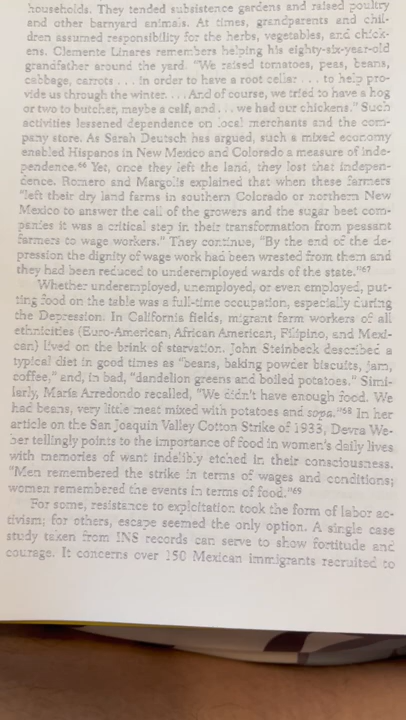 households. They tended subsistence gardens and raised poultry
and other barnyard animals. At times, grandparents and chil-
dren assumed responsibility for the herbs, vegetables, and chick-
ens. Clemente Linares remembers helping his eighty-six-year-old
grandfather around the yard. "We raised tomatoes, peas, beans,
cabbage, carrots . . . in order to have a root cellar . . . to help pro-
vide us through the winter. . . . And of course, we tried to have a hog
or two to butcher, maybe a calf, and . . . we had our chickens." Such
activities lessened dependence on local merchants and the com-
pany store. As Sarah Deutsch has argued, such a mixed economy
enabled Hispanos in New Mexico and Colorado a measure of inde-
pendence.66 Yet, once they left the land, they lost that indepen-
dence. Romero and Margolis explained that when these farmers
"left their dry land farms in southern Colorado or northern New
Mexico to answer the call of the growers and the sugar beet com-
panies it was a critical step in their transformation from peasant
farmers to wage workers." They continue, "By the end of the de-
pression the dignity of wage work had been wrested from them and
they had been reduced to underemployed wards of the state."67
Whether underemployed, unemployed, or even employed, put-
ting food on the table was a full-time occupation, especially during
the Depression. In California fields, migrant farm workers of all
ethnicities (Euro-American, African American, Filipino, and Mexi-
can) lived on the brink of starvation. John Steinbeck described a
typical diet in good times as "beans, baking powder biscuits, jam,
coffee," and, in bad, "dandelion greens and boiled potatoes." Simi-
larly, María Arredondo recalled, "We didn't have enough food. We
had beans, very little meat mixed with potatoes and sopa."68 In her
article on the San Joaquin Valley Cotton Strike of 1933, Devra We-
ber tellingly points to the importance of food in women's daily lives
with memories of want indelibly etched in their consciousness.
"Men remembered the strike in terms of wages and conditions;
women remembered the events in terms of food."69
For some, resistance to exploitation took the form of labor ac-
tivism; for others, escape seemed the only option. A single case
study taken from INS records can serve to show fortitude and
courage. It concerns over 150 Mexican immigrants recruited to